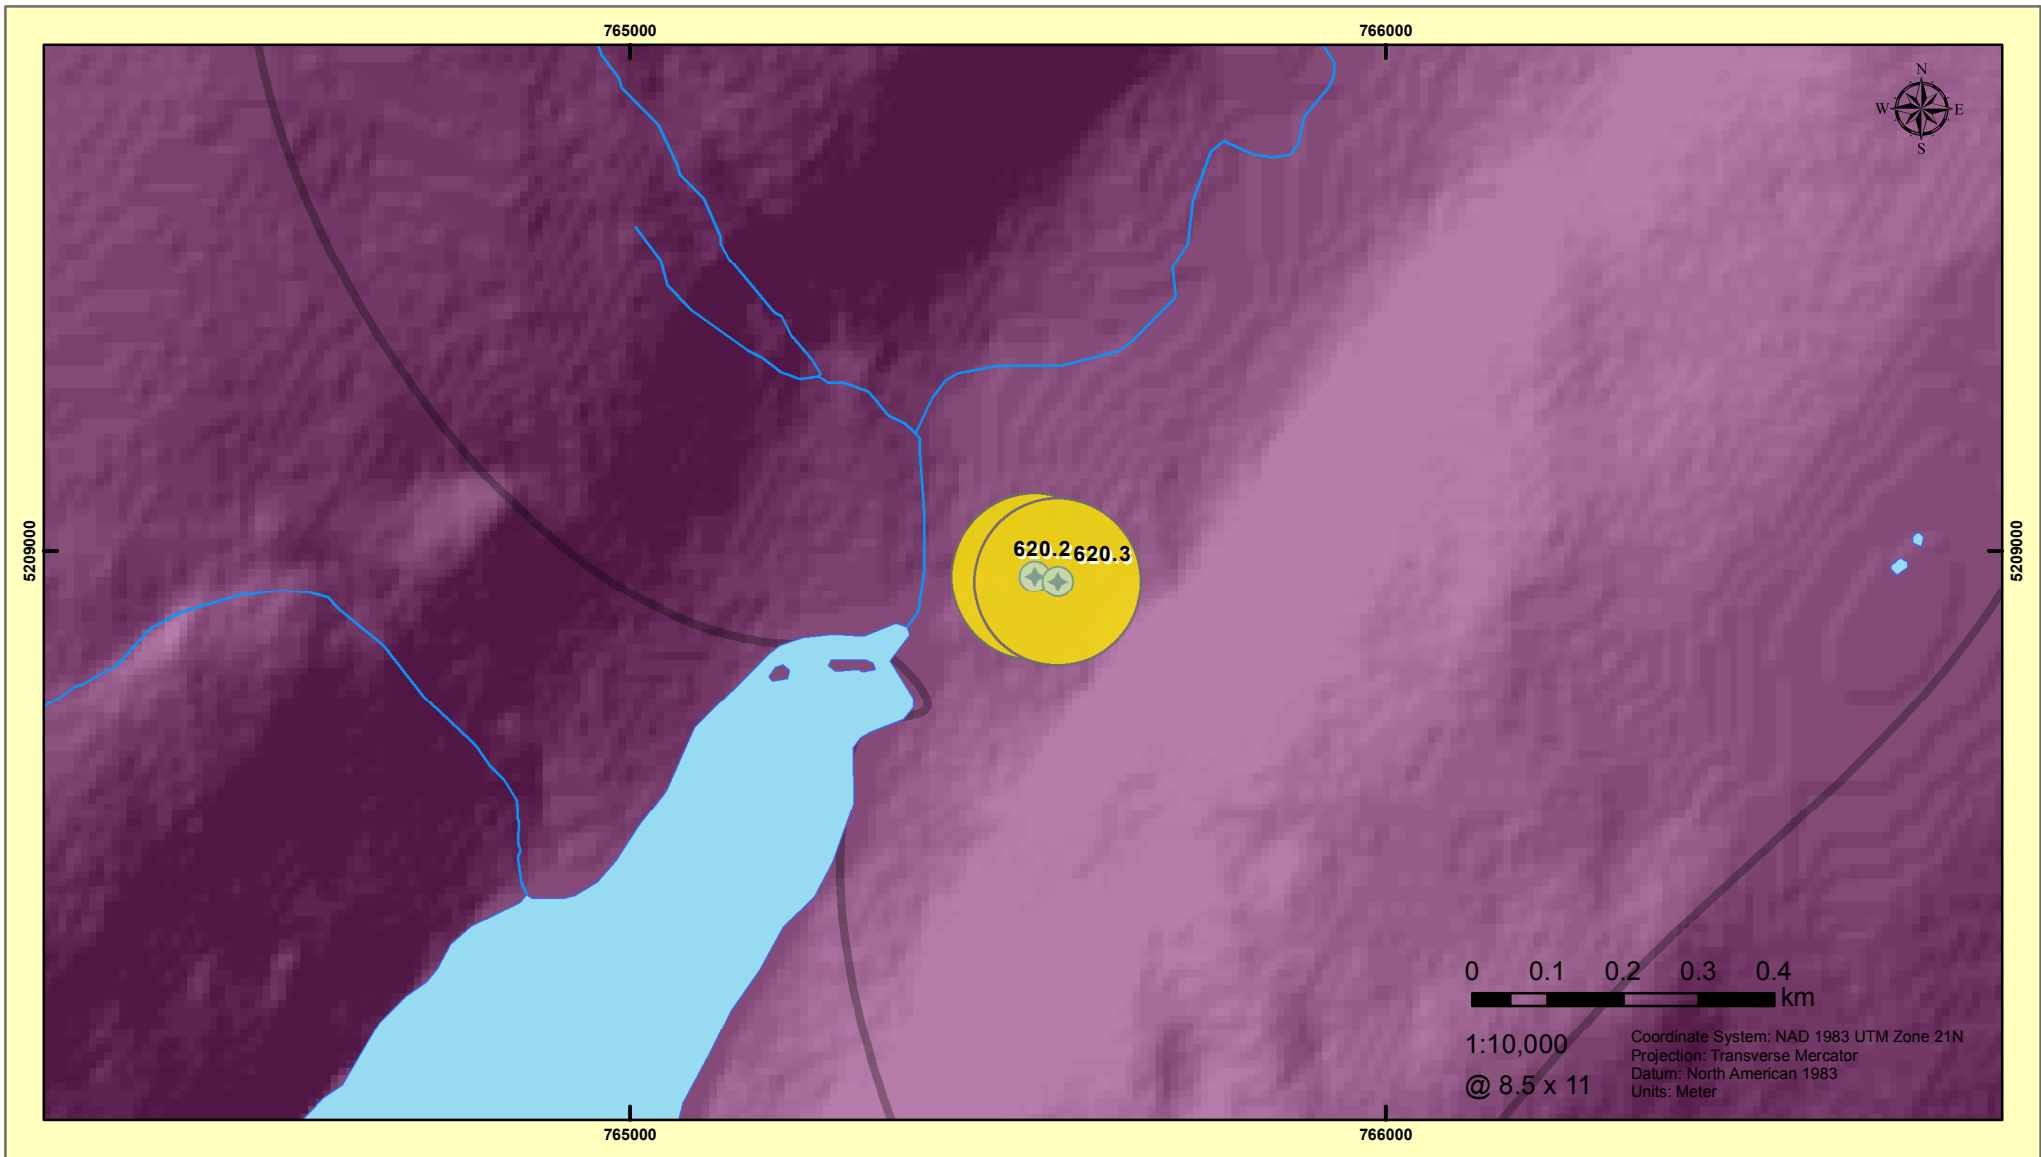 765000 766000
N
W E
S
5209000 5209000
620.2 620.3
0 0.1 0.2 0.3 0.4
km
1:10,000
@ 8.5 x 11
Coordinate System: NAD 1983 UTM Zone 21N
Projection: Transverse Mercator
Datum: North American 1983
Units: Meter
765000 766000